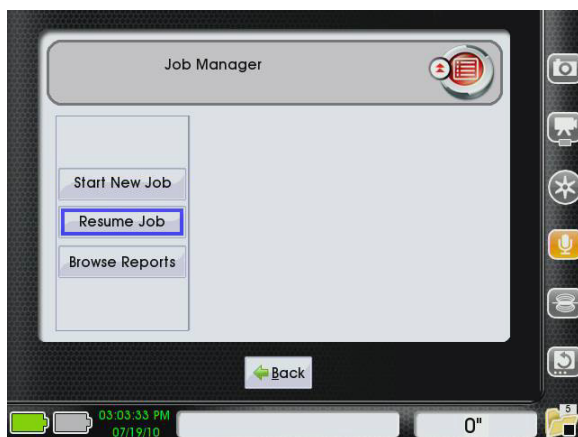 Job Manager
Start New Job
Resume Job
Browse Reports
Back
03:03:33 PM
07/19/10
0"
5